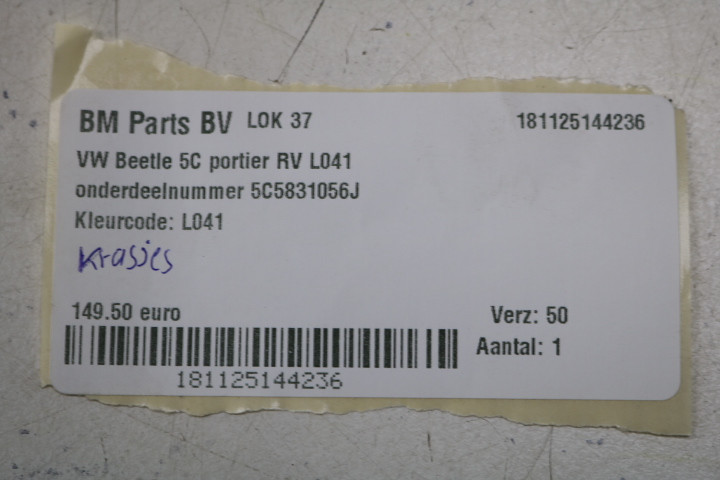 BM Parts BV LOK 37 181125144236
VW Beetle 5C portier RV L041
onderdeelnummer 5C5831056J
Kleurcode: L041
krasjes
149.50 euro Verz: 50
Aantal: 1
181125144236